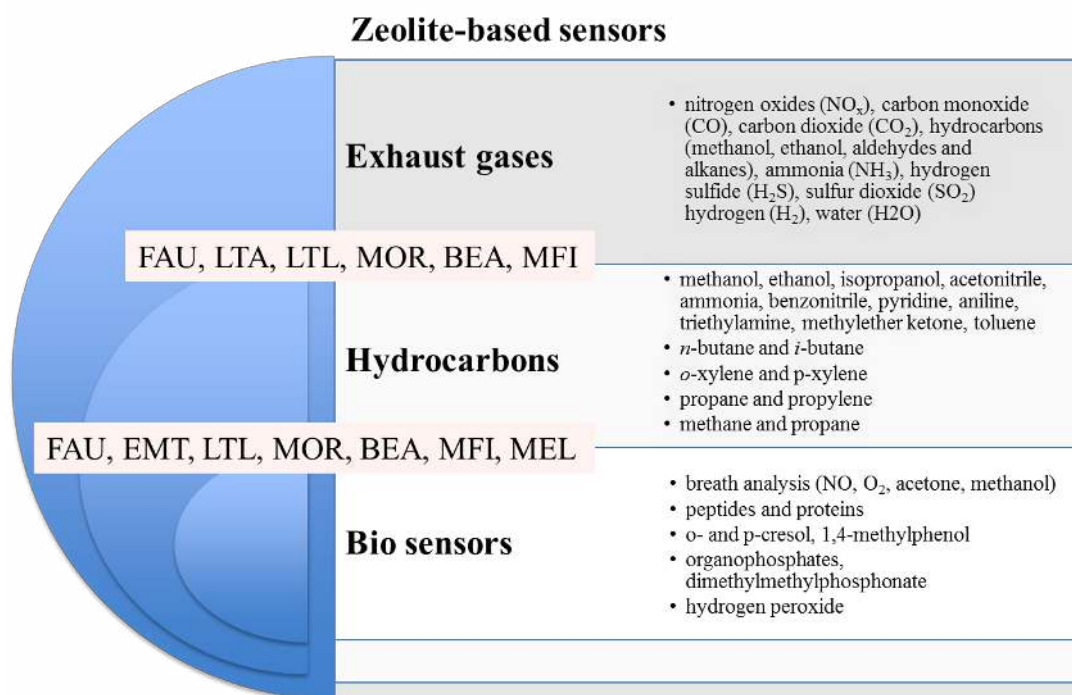 Zeolite-based sensors
Exhaust gases
• nitrogen oxides (NOₓ), carbon monoxide
(CO), carbon dioxide (CO₂), hydrocarbons
(methanol, ethanol, aldehydes and
alkanes), ammonia (NH₃), hydrogen
sulfide (H₂S), sulfur dioxide (SO₂)
hydrogen (H₂), water (H2O)
FAU, LTA, LTL, MOR, BEA, MFI
Hydrocarbons
• methanol, ethanol, isopropanol, acetonitrile,
ammonia, benzonitrile, pyridine, aniline,
triethylamine, methylether ketone, toluene
• n-butane and i-butane
• o-xylene and p-xylene
• propane and propylene
• methane and propane
FAU, EMT, LTL, MOR, BEA, MFI, MEL
Bio sensors
• breath analysis (NO, O₂, acetone, methanol)
• peptides and proteins
• o- and p-cresol, 1,4-methylphenol
• organophosphates,
dimethylmethylphosphonate
• hydrogen peroxide